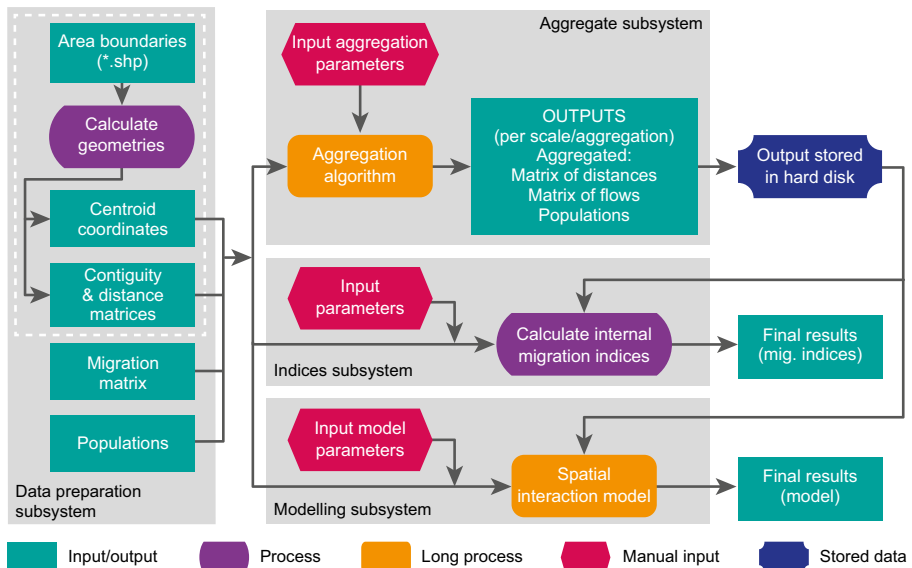 Area boundaries
(*.shp)
Calculate
geometries
Centroid
coordinates
Contiguity
& distance
matrices
Migration
matrix
Populations
Data preparation
subsystem
Aggregate subsystem
Input aggregation
parameters
Aggregation
algorithm
OUTPUTS
(per scale/aggregation)
Aggregated:
Matrix of distances
Matrix of flows
Populations
Output stored
in hard disk
Input
parameters
Calculate internal
migration indices
Final results
(mig. indices)
Indices subsystem
Input model
parameters
Spatial
interaction model
Final results
(model)
Modelling subsystem
Input/output
Process
Long process
Manual input
Stored data